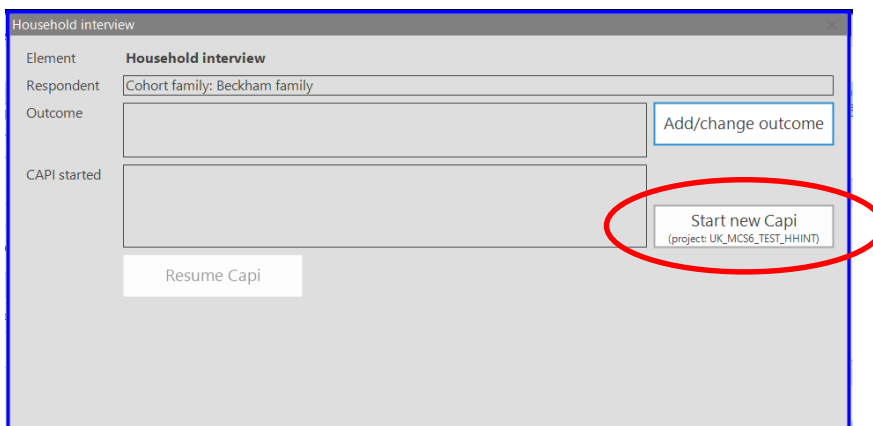 Household interview
Element Household interview
Respondent Cohort family: Beckham family
Outcome
Add/change outcome
CAPI started
Start new Capi
(project: UK_MCS6_TEST_HHINT)
Resume Capi